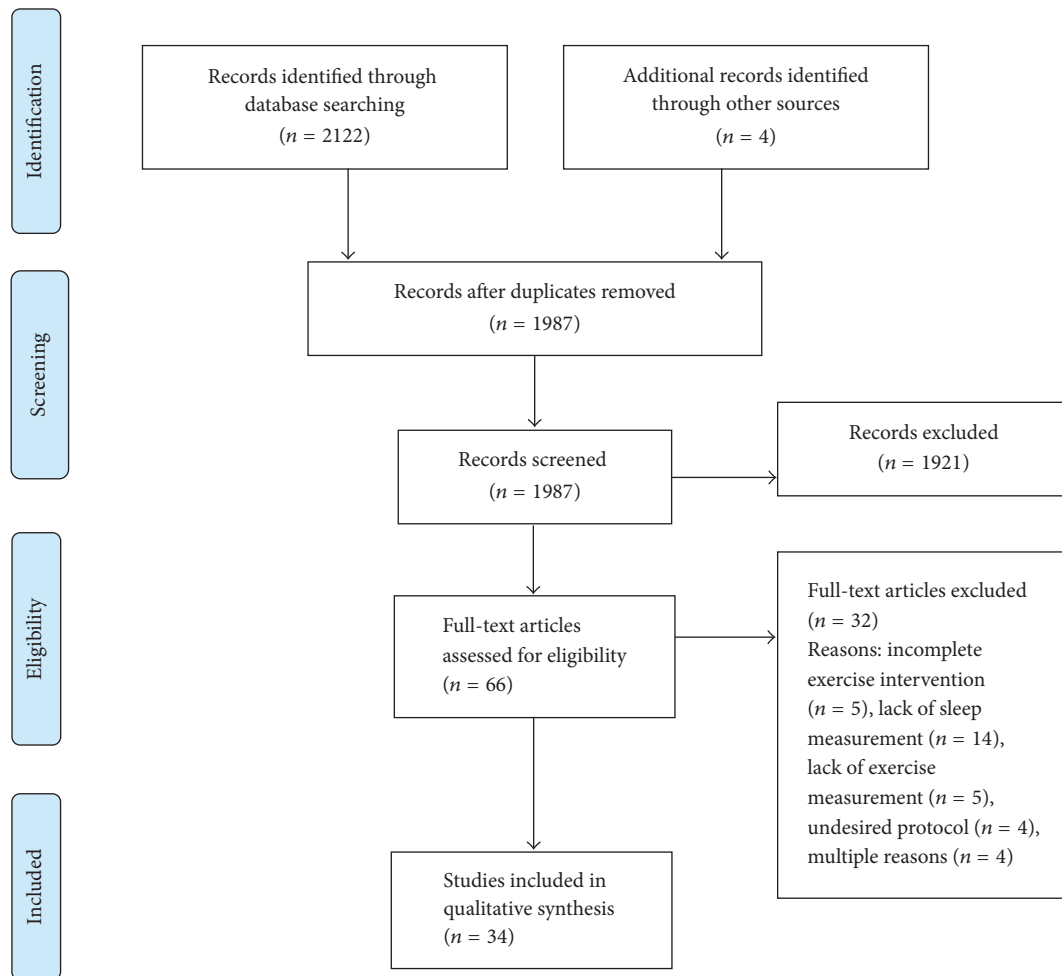 Identification
Records identified through
database searching
(n = 2122)
Additional records identified
through other sources
(n = 4)
Screening
Records after duplicates removed
(n = 1987)
Records screened
(n = 1987)
Records excluded
(n = 1921)
Eligibility
Full-text articles
assessed for eligibility
(n = 66)
Full-text articles excluded
(n = 32)
Reasons: incomplete
exercise intervention
(n = 5), lack of sleep
measurement (n = 14),
lack of exercise
measurement (n = 5),
undesired protocol (n = 4),
multiple reasons (n = 4)
Included
Studies included in
qualitative synthesis
(n = 34)